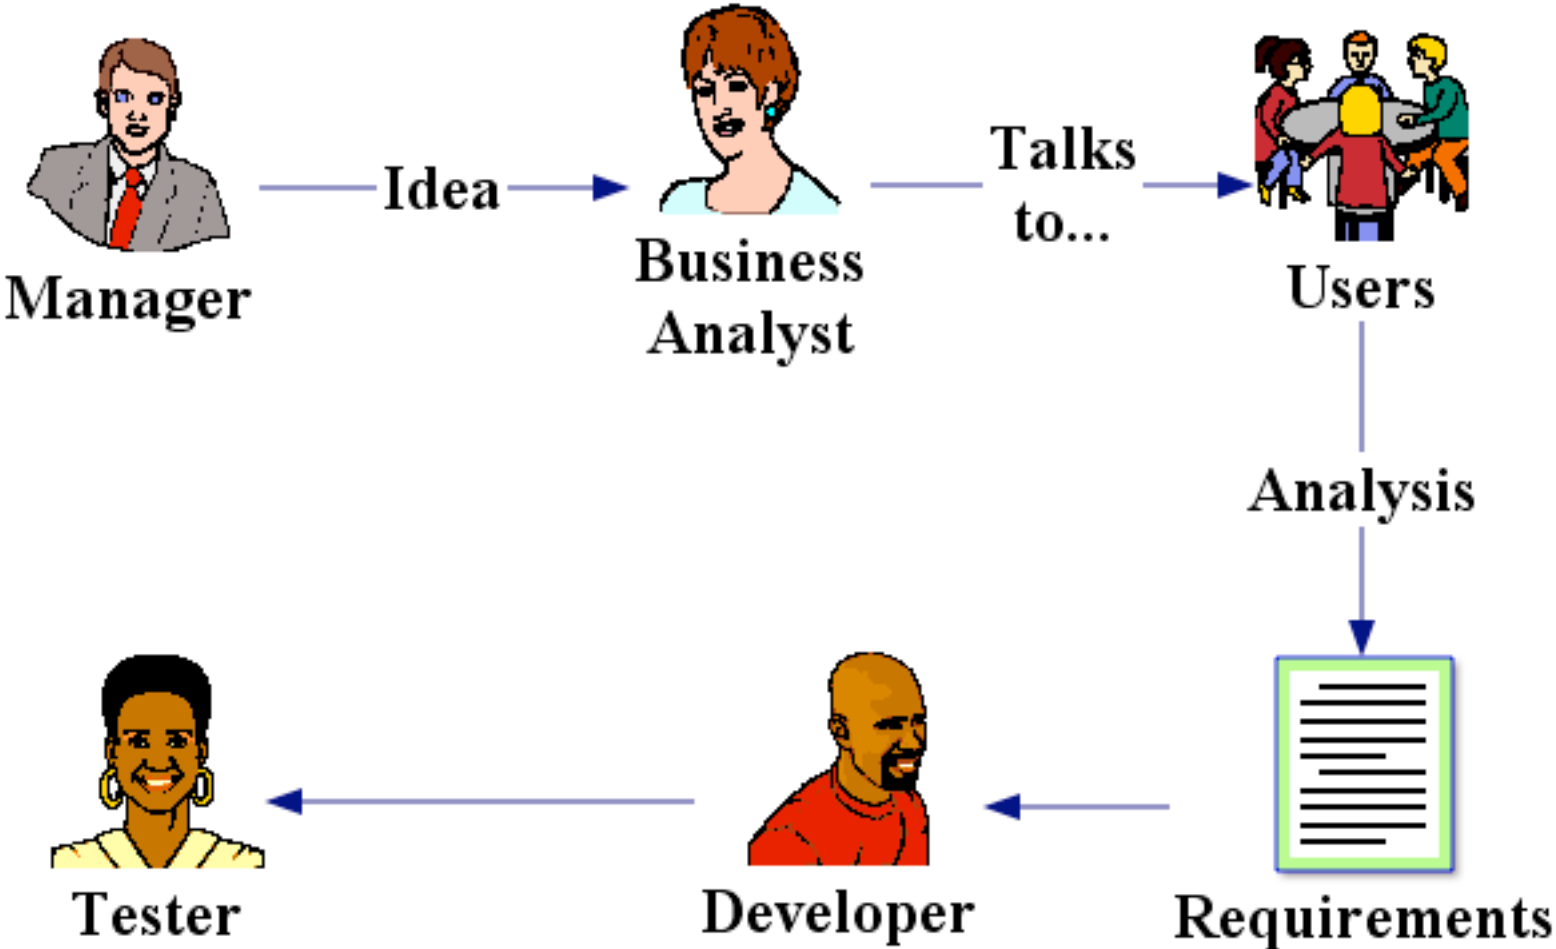 Manager
Idea
Business
Analyst
Talks
to...
Users
Analysis
Requirements
Developer
Tester